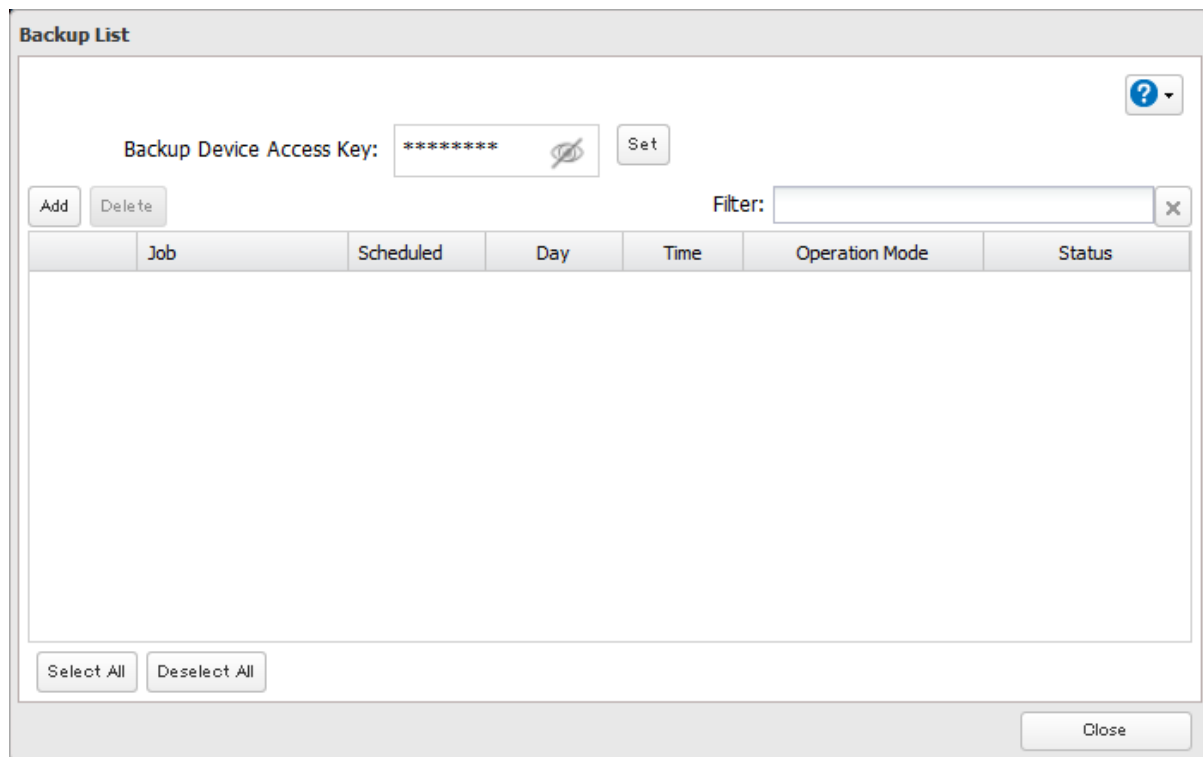 Backup List
?
Backup Device Access Key: ******** Set
Add Delete Filter:
Job Scheduled Day Time Operation Mode Status
Select All Deselect All
Close